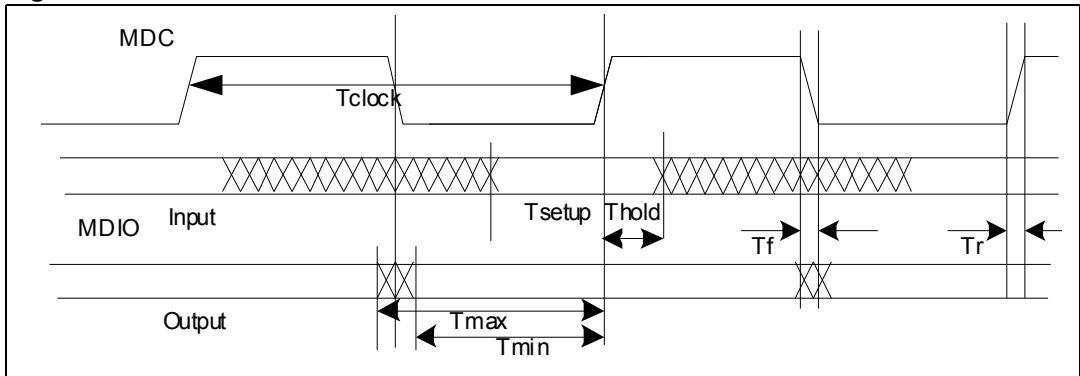 MDC
Tclock
Input
Tsetup Thold
MDIO
Tf
Tr
Output
Tmax
Tmin